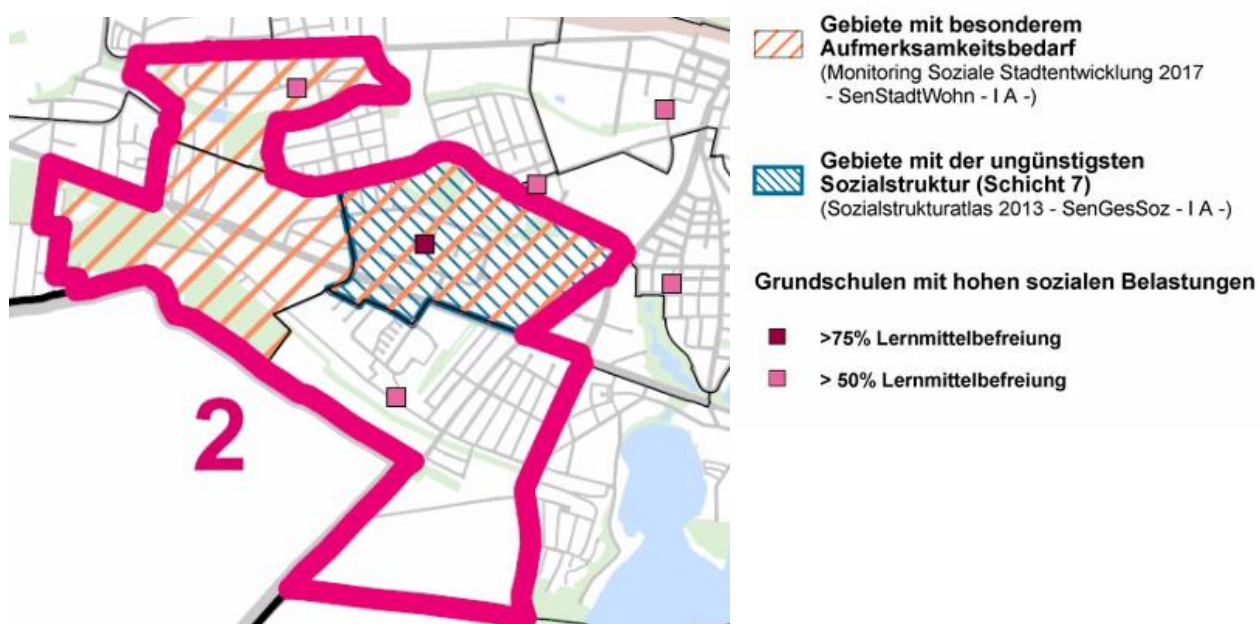 2
Gebiete mit besonderem
Aufmerksamkeitsbedarf
(Monitoring Soziale Stadtentwicklung 2017
- SenStadtWohn - I A -)
Gebiete mit der ungünstigsten
Sozialstruktur (Schicht 7)
(Sozialstrukturatlas 2013 - SenGesSoz - I A -)
Grundschulen mit hohen sozialen Belastungen
>75% Lernmittelbefreiung
> 50% Lernmittelbefreiung